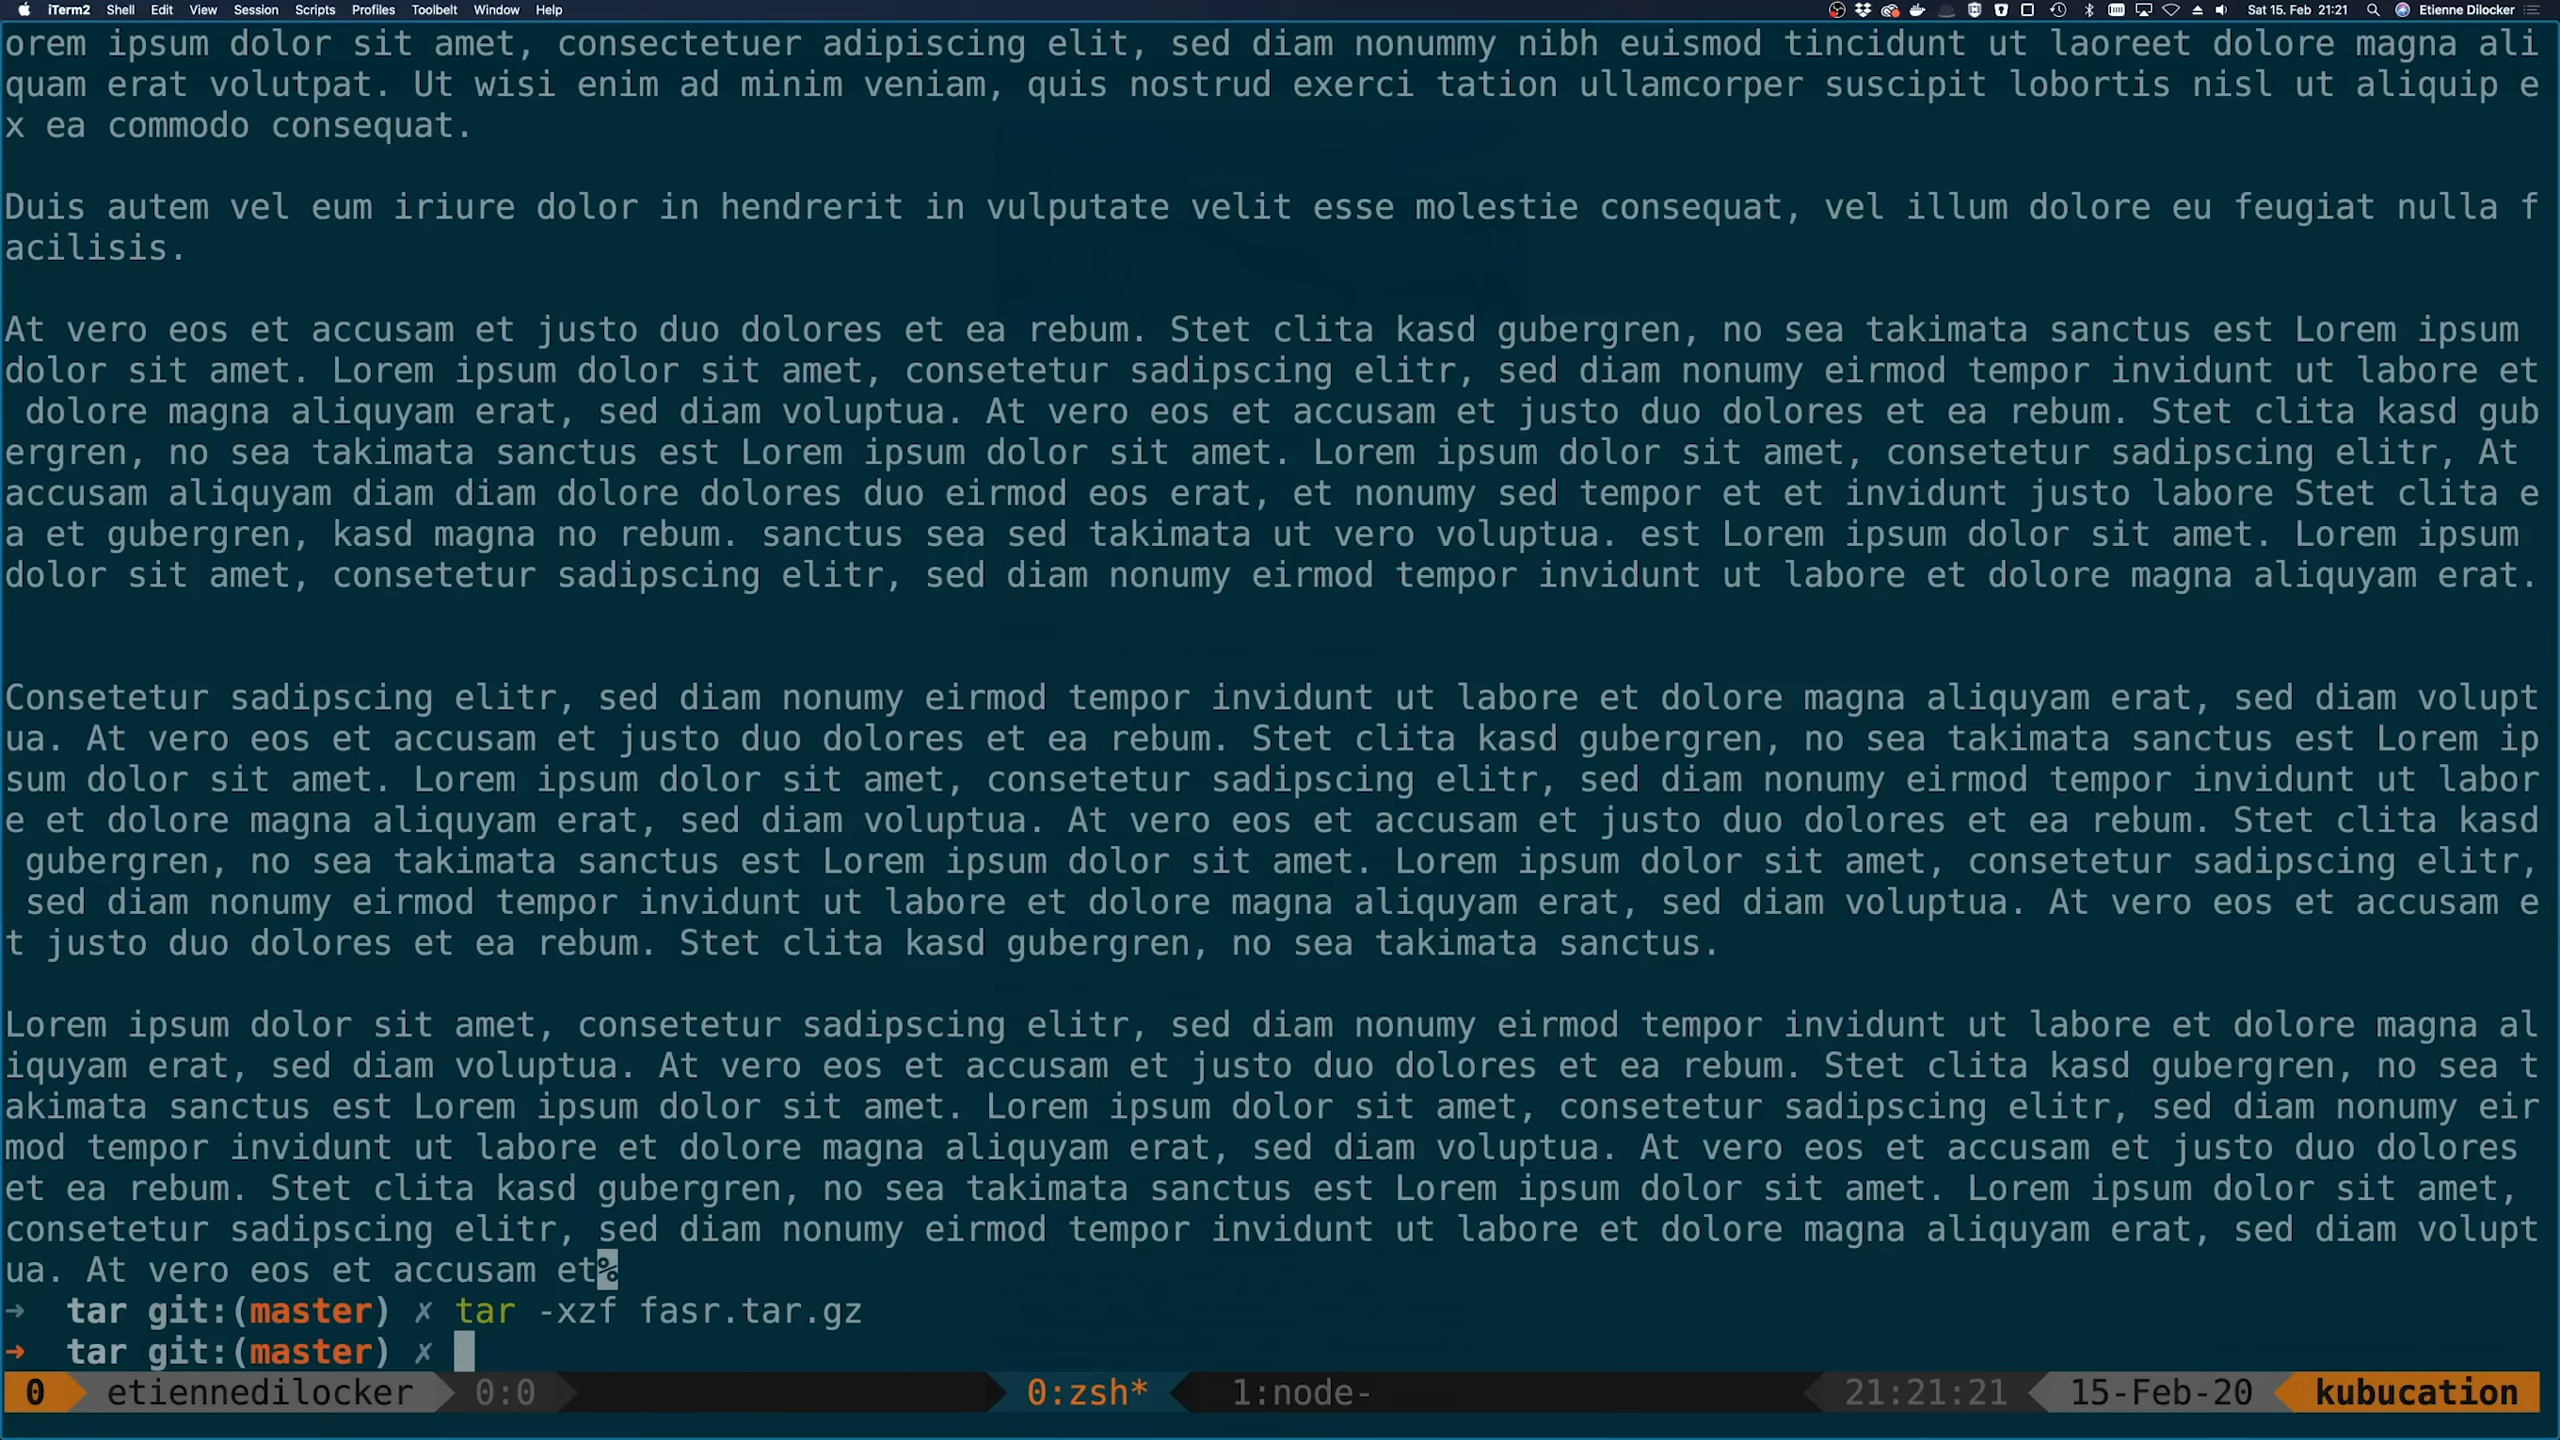 iTerm2 Shell Edit View Session Scripts Profiles Toolbelt Window Help Sat 15. Feb 21:21 Etienne Dilocker
orem ipsum dolor sit amet, consectetuer adipiscing elit, sed diam nonummy nibh euismod tincidunt ut laoreet dolore magna ali
quam erat volutpat. Ut wisi enim ad minim veniam, quis nostrud exerci tation ullamcorper suscipit lobortis nisl ut aliquip e
x ea commodo consequat.
Duis autem vel eum iriure dolor in hendrerit in vulputate velit esse molestie consequat, vel illum dolore eu feugiat nulla f
acilisis.
At vero eos et accusam et justo duo dolores et ea rebum. Stet clita kasd gubergren, no sea takimata sanctus est Lorem ipsum
dolor sit amet. Lorem ipsum dolor sit amet, consetetur sadipscing elitr, sed diam nonumy eirmod tempor invidunt ut labore et
dolore magna aliquyam erat, sed diam voluptua. At vero eos et accusam et justo duo dolores et ea rebum. Stet clita kasd gub
ergren, no sea takimata sanctus est Lorem ipsum dolor sit amet. Lorem ipsum dolor sit amet, consetetur sadipscing elitr, At
accusam aliquyam diam diam dolore dolores duo eirmod eos erat, et nonumy sed tempor et et invidunt justo labore Stet clita e
a et gubergren, kasd magna no rebum. sanctus sea sed takimata ut vero voluptua. est Lorem ipsum dolor sit amet. Lorem ipsum
dolor sit amet, consetetur sadipscing elitr, sed diam nonumy eirmod tempor invidunt ut labore et dolore magna aliquyam erat.
Consetetur sadipscing elitr, sed diam nonumy eirmod tempor invidunt ut labore et dolore magna aliquyam erat, sed diam volupt
ua. At vero eos et accusam et justo duo dolores et ea rebum. Stet clita kasd gubergren, no sea takimata sanctus est Lorem ip
sum dolor sit amet. Lorem ipsum dolor sit amet, consetetur sadipscing elitr, sed diam nonumy eirmod tempor invidunt ut labor
e et dolore magna aliquyam erat, sed diam voluptua. At vero eos et accusam et justo duo dolores et ea rebum. Stet clita kasd
gubergren, no sea takimata sanctus est Lorem ipsum dolor sit amet. Lorem ipsum dolor sit amet, consetetur sadipscing elitr,
sed diam nonumy eirmod tempor invidunt ut labore et dolore magna aliquyam erat, sed diam voluptua. At vero eos et accusam e
t justo duo dolores et ea rebum. Stet clita kasd gubergren, no sea takimata sanctus.
Lorem ipsum dolor sit amet, consetetur sadipscing elitr, sed diam nonumy eirmod tempor invidunt ut labore et dolore magna al
iquyam erat, sed diam voluptua. At vero eos et accusam et justo duo dolores et ea rebum. Stet clita kasd gubergren, no sea t
akimata sanctus est Lorem ipsum dolor sit amet. Lorem ipsum dolor sit amet, consetetur sadipscing elitr, sed diam nonumy eir
mod tempor invidunt ut labore et dolore magna aliquyam erat, sed diam voluptua. At vero eos et accusam et justo duo dolores
et ea rebum. Stet clita kasd gubergren, no sea takimata sanctus est Lorem ipsum dolor sit amet. Lorem ipsum dolor sit amet,
consetetur sadipscing elitr, sed diam nonumy eirmod tempor invidunt ut labore et dolore magna aliquyam erat, sed diam volupt
ua. At vero eos et accusam et%
→ tar git:(master) ✗ tar -xzf fasr.tar.gz
→ tar git:(master) ✗
0 etiennedilocker 0:0 0:zsh* 1:node- 21:21:21 15-Feb-20 kubucation